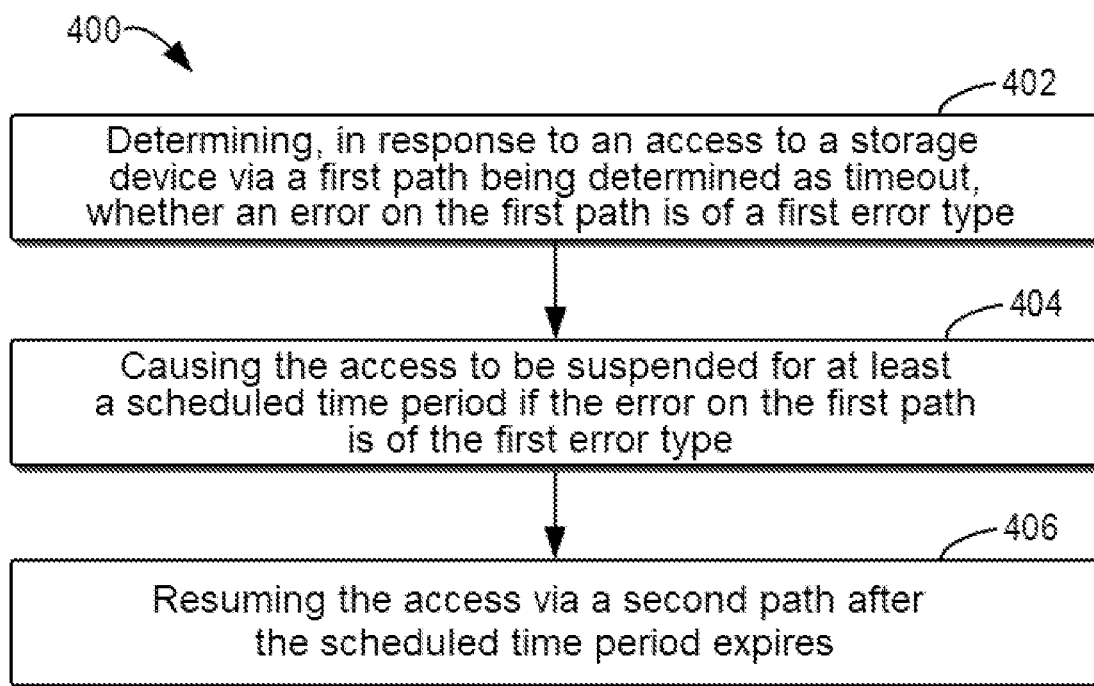 400
402
Determining, in response to an access to a storage
device via a first path being determined as timeout,
whether an error on the first path is of a first error type
404
Causing the access to be suspended for at least
a scheduled time period if the error on the first path
is of the first error type
406
Resuming the access via a second path after
the scheduled time period expires